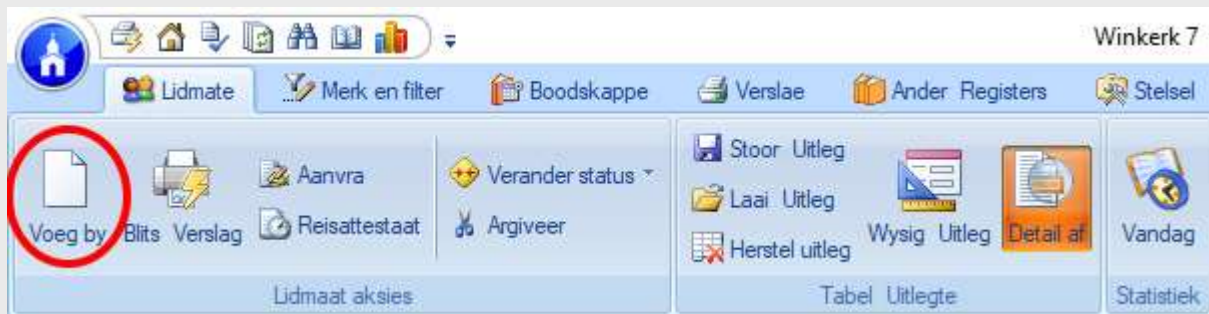 Winkerk 7
Lidmate Merk en filter Boodskappe Verslae Ander Registers Stelsel
Voeg by
Blits Verslag
Aanvra
Reisattestaat
Verander status
Argiveer
Lidmaat aksies
Stoor Uitleg
Laai Uitleg
Herstel uitleg
Wysig Uitleg
Detail af
Tabel Uitlegte
Vandag
Statistiek